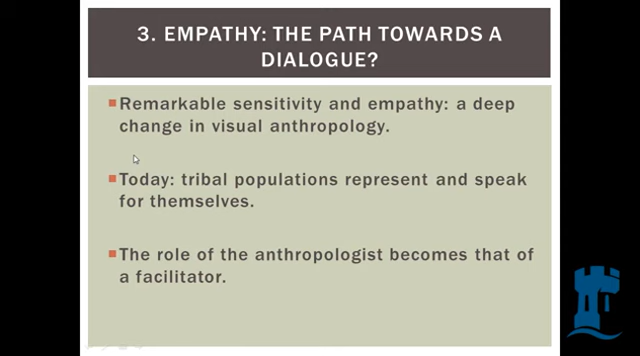 3. EMPATHY: THE PATH TOWARDS A
DIALOGUE?
Remarkable sensitivity and empathy: a deep
change in visual anthropology.
Today: tribal populations represent and speak
for themselves.
The role of the anthropologist becomes that of
a facilitator.